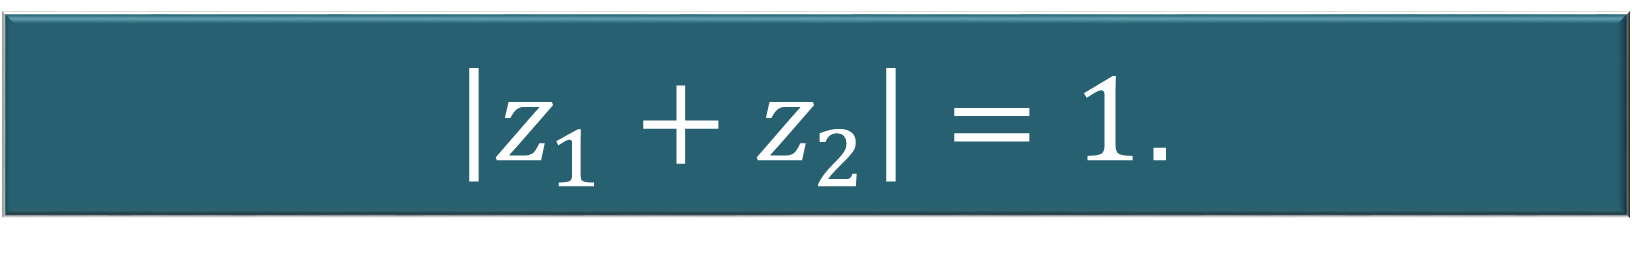 |z₁ + z₂| = 1.